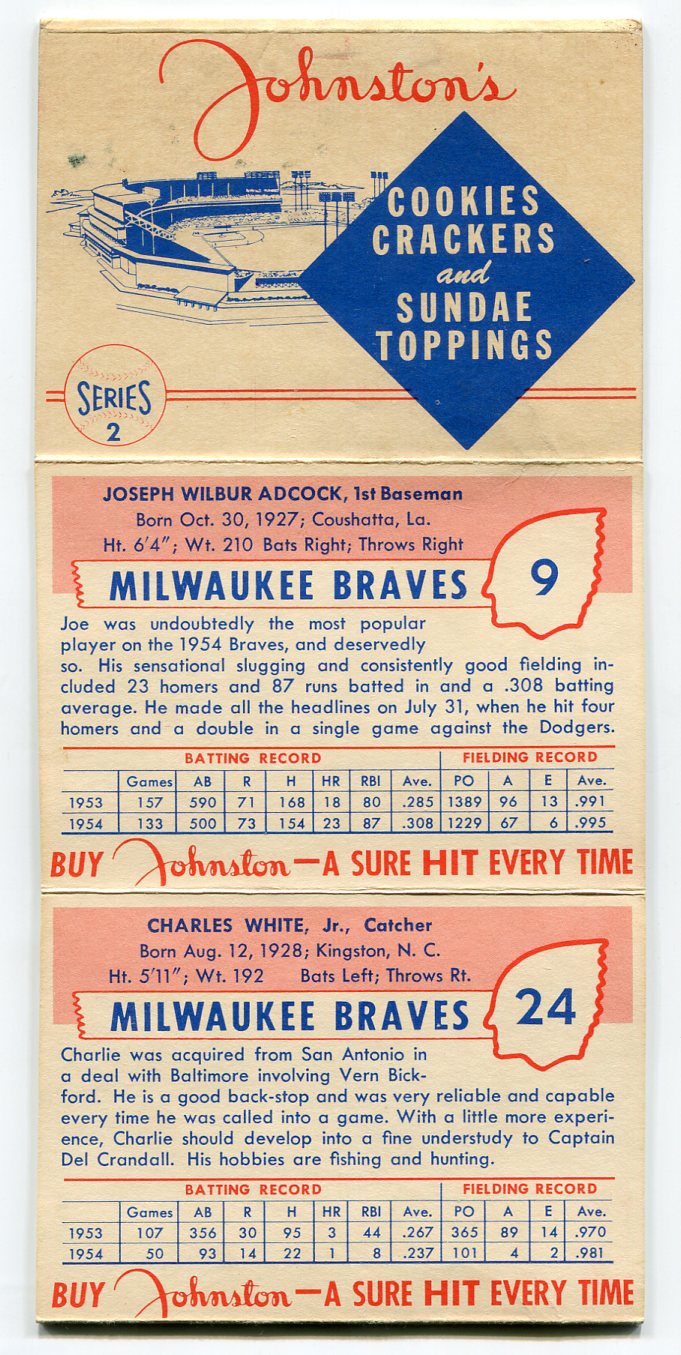 Johnston's
COOKIES
CRACKERS
and
SUNDAE
TOPPINGS
SERIES
2
JOSEPH WILBUR ADCOCK, 1st Baseman
Born Oct. 30, 1927; Coushatta, La.
Ht. 6'4"; Wt. 210 Bats Right; Throws Right
MILWAUKEE BRAVES 9
Joe was undoubtedly the most popular
player on the 1954 Braves, and deservedly
so. His sensational slugging and consistently good fielding in-
cluded 23 homers and 87 runs batted in and a .308 batting
average. He made all the headlines on July 31, when he hit four
homers and a double in a single game against the Dodgers.
BATTING RECORD FIELDING RECORD
Games AB R H HR RBI Ave. PO A E Ave.
1953 157 590 71 168 18 80 .285 1389 96 13 .991
1954 133 500 73 154 23 87 .308 1229 67 6 .995
BUY Johnston — A SURE HIT EVERY TIME
CHARLES WHITE, Jr., Catcher
Born Aug. 12, 1928; Kingston, N. C.
Ht. 5'11"; Wt. 192 Bats Left; Throws Rt.
MILWAUKEE BRAVES 24
Charlie was acquired from San Antonio in
a deal with Baltimore involving Vern Bick-
ford. He is a good back-stop and was very reliable and capable
every time he was called into a game. With a little more experi-
ence, Charlie should develop into a fine understudy to Captain
Del Crandall. His hobbies are fishing and hunting.
BATTING RECORD FIELDING RECORD
Games AB R H HR RBI Ave. PO A E Ave.
1953 107 356 30 95 3 44 .267 365 89 14 .970
1954 50 93 14 22 1 8 .237 101 4 2 .981
BUY Johnston — A SURE HIT EVERY TIME